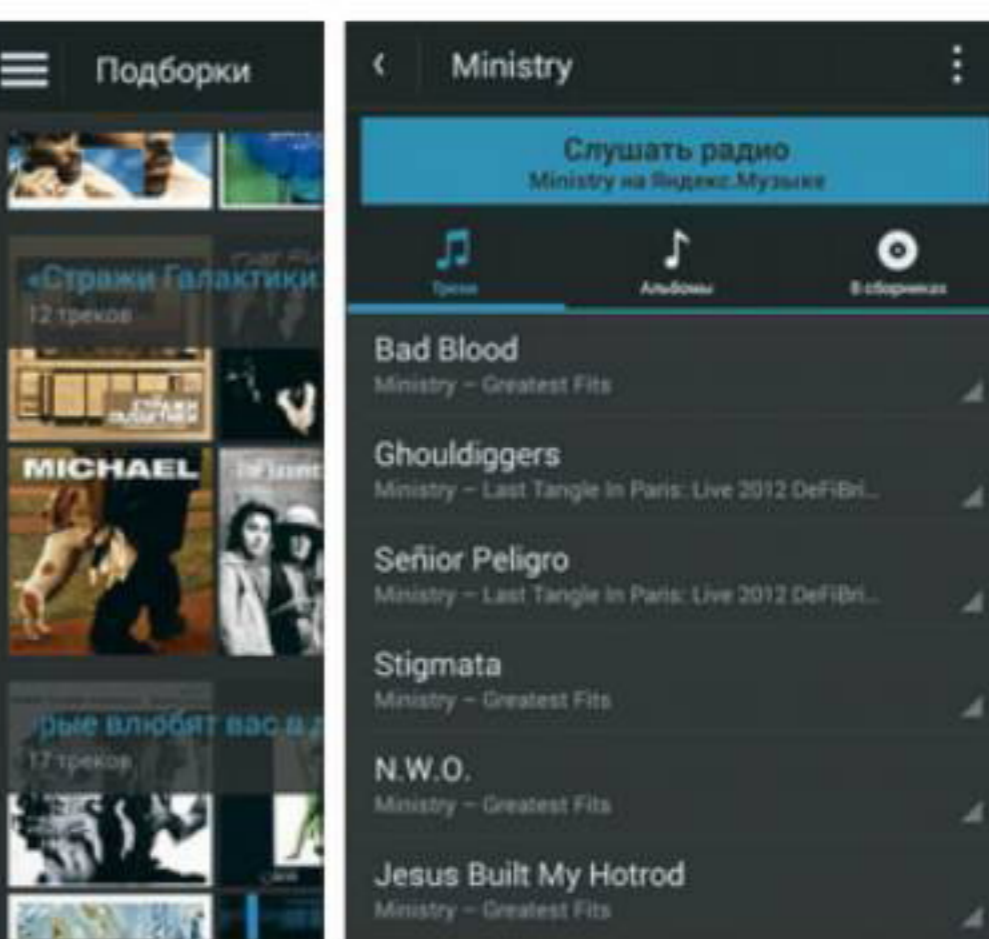 Подборки
«Стражи Галактики
12 треков
СТРАЖИ
ГАЛАКТИКИ
MICHAEL
рые влюбят вас в
17 треков
Ministry
Слушать радио
Ministry на Яндекс.Музыке
Треки
Альбомы
В сборниках
Bad Blood
Ministry – Greatest Fits
Ghouldiggers
Ministry – Last Tangle In Paris: Live 2012 DeFiBri...
Señior Peligro
Ministry – Last Tangle In Paris: Live 2012 DeFiBri...
Stigmata
Ministry – Greatest Fits
N.W.O.
Ministry – Greatest Fits
Jesus Built My Hotrod
Ministry – Greatest Fits